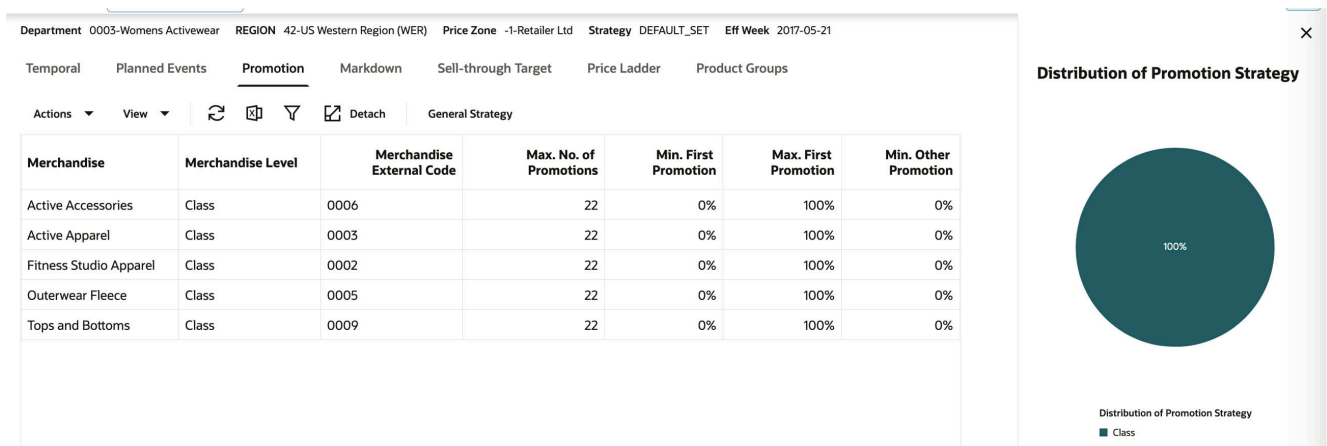 Department 0003-Womens Activewear REGION 42-US Western Region (WER) Price Zone -1-Retailer Ltd Strategy DEFAULT_SET Eff Week 2017-05-21
Temporal Planned Events Promotion Markdown Sell-through Target Price Ladder Product Groups
Actions View Detach General Strategy
Merchandise Merchandise Level Merchandise External Code Max. No. of Promotions Min. First Promotion Max. First Promotion Min. Other Promotion
Active Accessories Class 0006 22 0% 100% 0%
Active Apparel Class 0003 22 0% 100% 0%
Fitness Studio Apparel Class 0002 22 0% 100% 0%
Outerwear Fleece Class 0005 22 0% 100% 0%
Tops and Bottoms Class 0009 22 0% 100% 0%
Distribution of Promotion Strategy
100%
Distribution of Promotion Strategy
Class